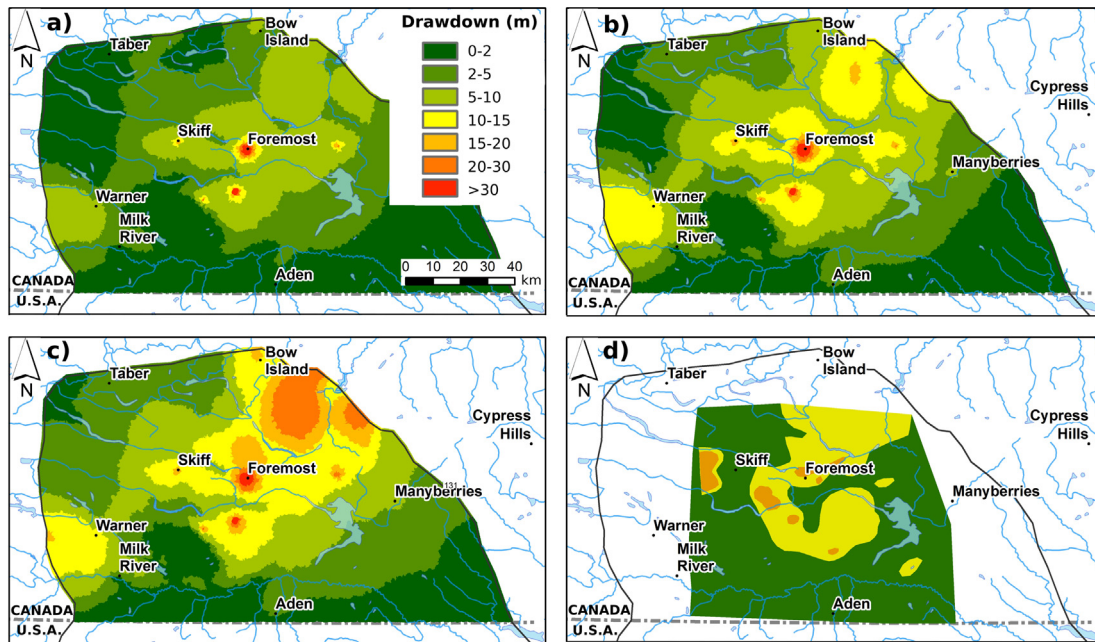 a)
N
Taber
Bow
Island
Skiff
Foremost
Warner
Milk
River
Aden
CANADA
U.S.A.
Drawdown (m)
0-2
2-5
5-10
10-15
15-20
20-30
>30
0 10 20 30 40
km
b)
N
Taber
Bow
Island
Cypress
Hills
Skiff
Foremost
Manyberries
Warner
Milk
River
Aden
CANADA
U.S.A.
c)
N
Taber
Bow
Island
Cypress
Hills
Skiff
Foremost
131
Manyberries
Warner
Milk
River
Aden
CANADA
U.S.A.
d)
N
Taber
Bow
Island
Cypress
Hills
Skiff
Foremost
Manyberries
Warner
Milk
River
Aden
CANADA
U.S.A.